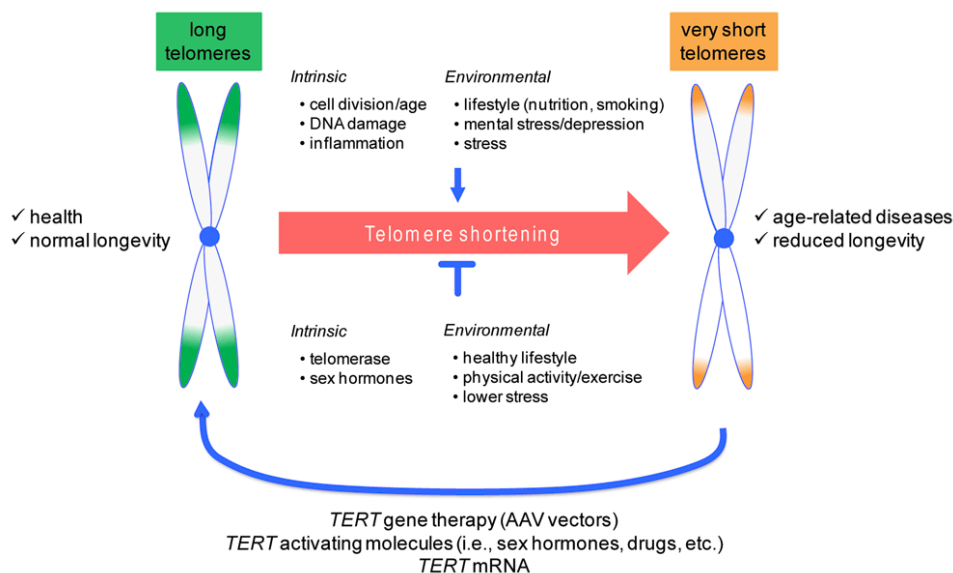 long
telomeres
very short
telomeres
Intrinsic
• cell division/age
• DNA damage
• inflammation
Environmental
• lifestyle (nutrition, smoking)
• mental stress/depression
• stress
✓ health
✓ normal longevity
Telomere shortening
✓ age-related diseases
✓ reduced longevity
Intrinsic
• telomerase
• sex hormones
Environmental
• healthy lifestyle
• physical activity/exercise
• lower stress
TERT gene therapy (AAV vectors)
TERT activating molecules (i.e., sex hormones, drugs, etc.)
TERT mRNA